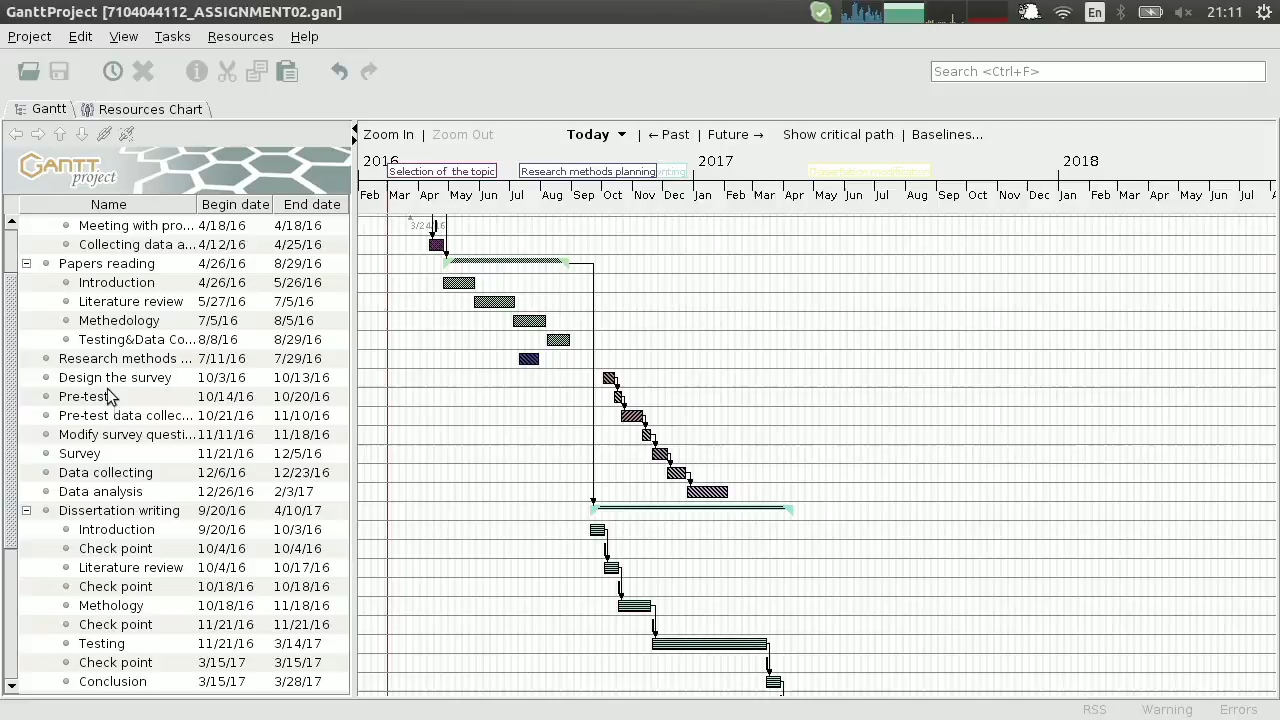 GanttProject [7104044112_ASSIGNMENT02.gan]
En
21:11
Project Edit View Tasks Resources Help
Search <Ctrl+F>
Gantt Resources Chart
Zoom In | Zoom Out Today | ← Past | Future → Show critical path | Baselines...
GANTT project
2016 2017 2018
Selection of the topic Research methods planning
Name Begin date End date
Feb Mar Apr May Jun Jul Aug Sep Oct Nov Dec Jan Feb Mar Apr May Jun Jul Aug Sep Oct Nov Dec Jan Feb Mar Apr May Jun Jul
Meeting with pro... 4/18/16 4/18/16
Collecting data a... 4/12/16 4/25/16
Papers reading 4/26/16 8/29/16
Introduction 4/26/16 5/26/16
Literature review 5/27/16 7/5/16
Methedology 7/5/16 8/5/16
Testing&Data Co... 8/8/16 8/29/16
Research methods ... 7/11/16 7/29/16
Design the survey 10/3/16 10/13/16
Pre-test 10/14/16 10/20/16
Pre-test data collec... 10/21/16 11/10/16
Modify survey questi... 11/11/16 11/18/16
Survey 11/21/16 12/5/16
Data collecting 12/6/16 12/23/16
Data analysis 12/26/16 2/3/17
Dissertation writing 9/20/16 4/10/17
Introduction 9/20/16 10/3/16
Check point 10/4/16 10/4/16
Literature review 10/4/16 10/17/16
Check point 10/18/16 10/18/16
Methology 10/18/16 11/18/16
Check point 11/21/16 11/21/16
Testing 11/21/16 3/14/17
Check point 3/15/17 3/15/17
Conclusion 3/15/17 3/28/17
RSS Warning Errors